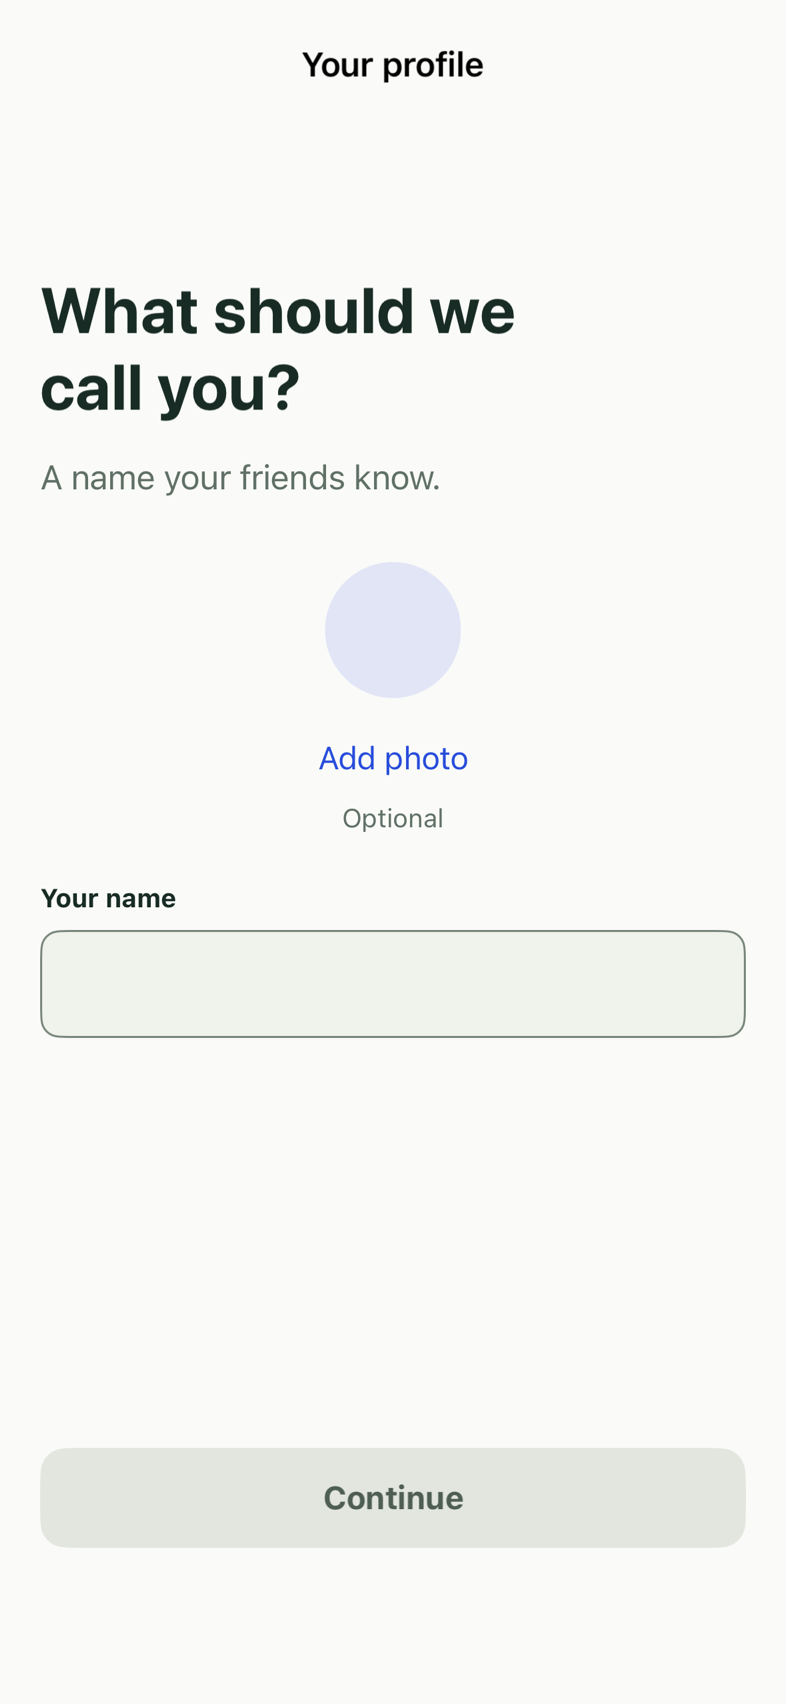 Your profile
What should we
call you?
A name your friends know.
Add photo
Optional
Your name
Continue